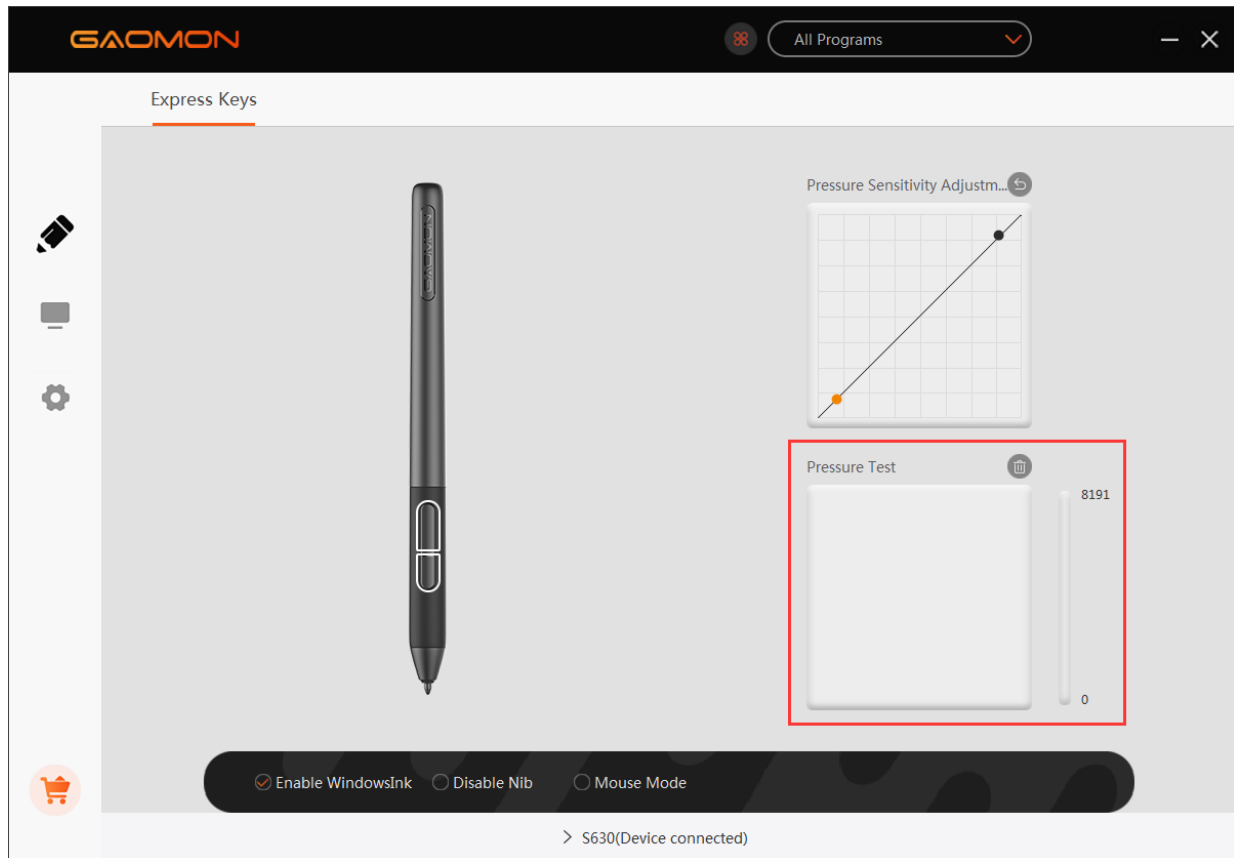 GAOMON
All Programs
Express Keys
GAOMON
Pressure Sensitivity Adjustm...
Pressure Test
8191
0
Enable WindowsInk
Disable Nib
Mouse Mode
S630(Device connected)